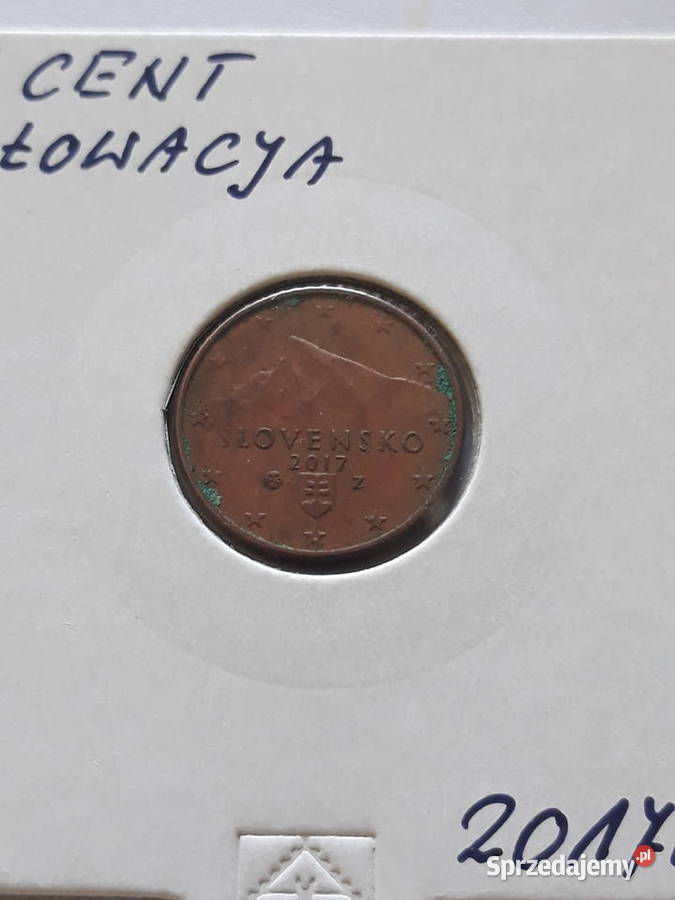 CENT
ŁOWACJA
SLOVENSKO
2017
Z
2017
Sprzedajemy.pl